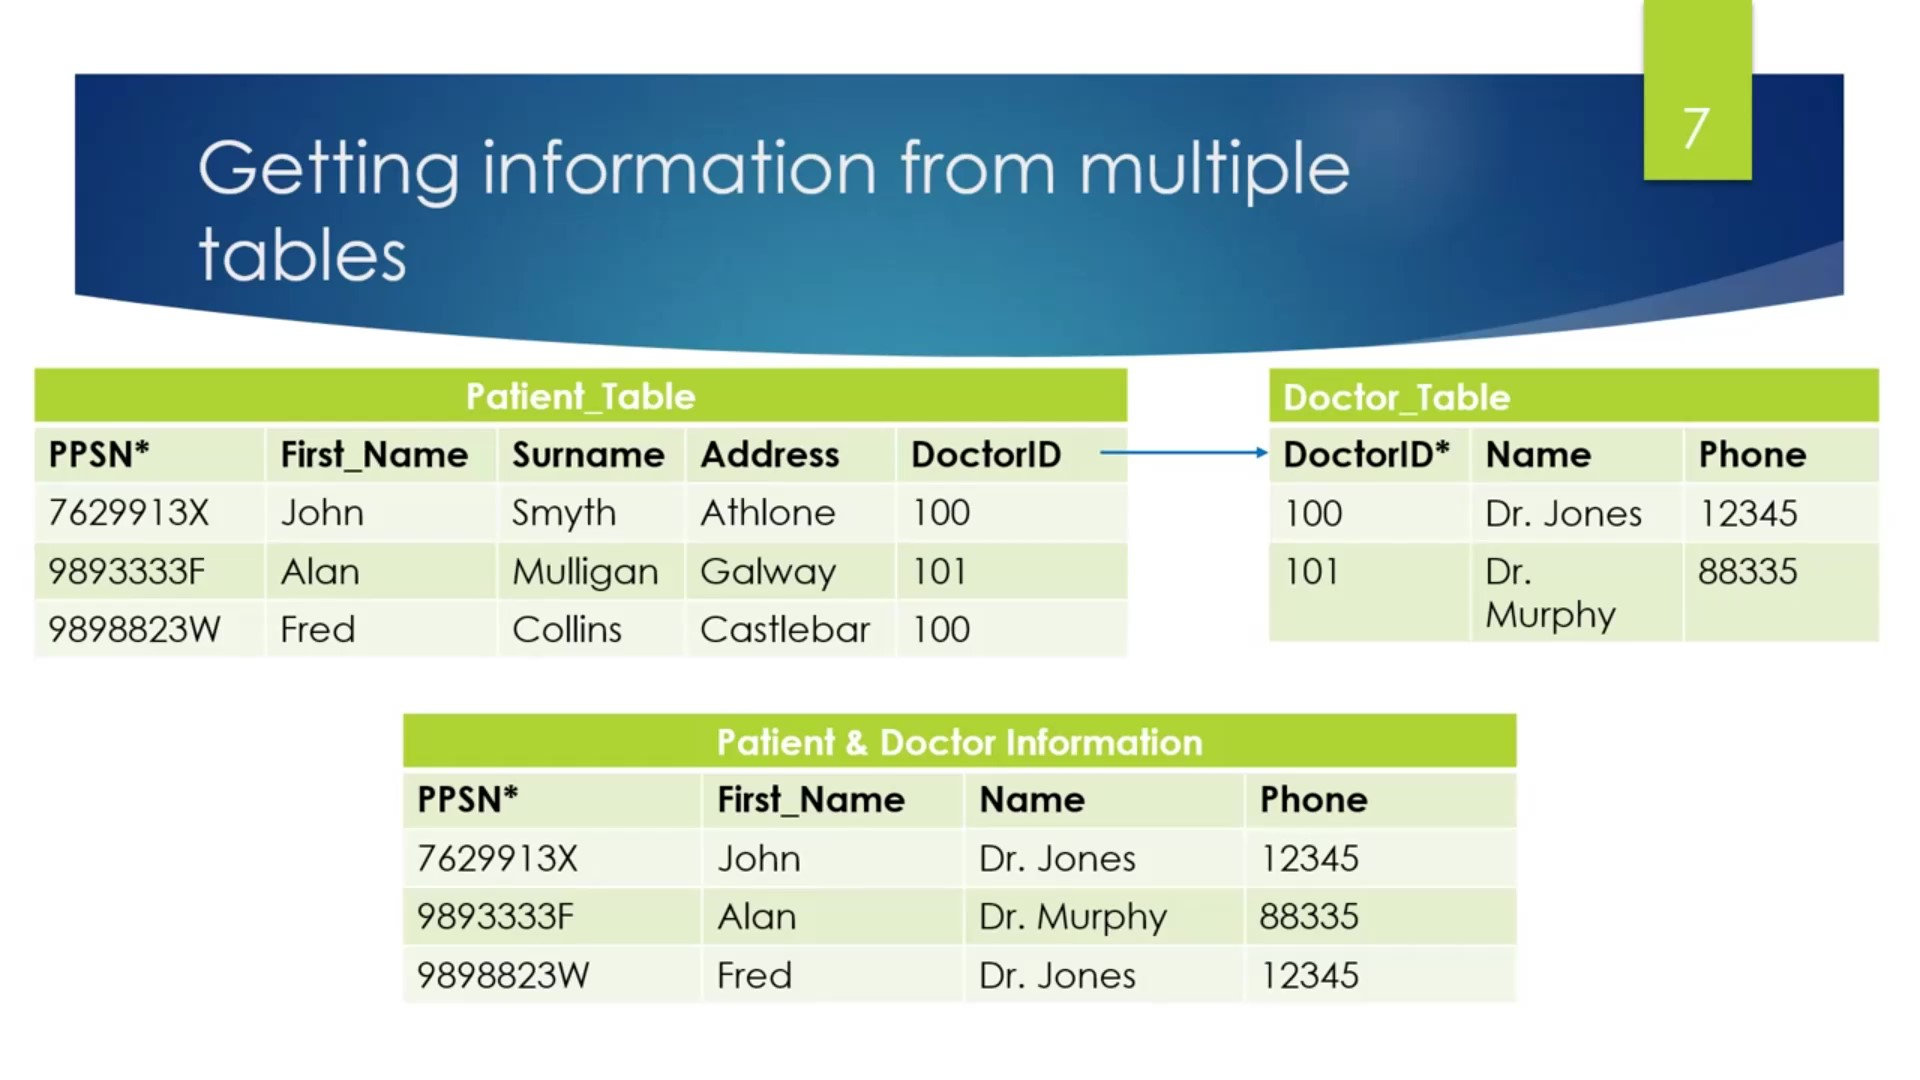 7
Getting information from multiple
tables
Patient_Table
PPSN* First_Name Surname Address DoctorID
7629913X John Smyth Athlone 100
9893333F Alan Mulligan Galway 101
9898823W Fred Collins Castlebar 100
Doctor_Table
DoctorID* Name Phone
100 Dr. Jones 12345
101 Dr. 88335
Murphy
Patient & Doctor Information
PPSN* First_Name Name Phone
7629913X John Dr. Jones 12345
9893333F Alan Dr. Murphy 88335
9898823W Fred Dr. Jones 12345